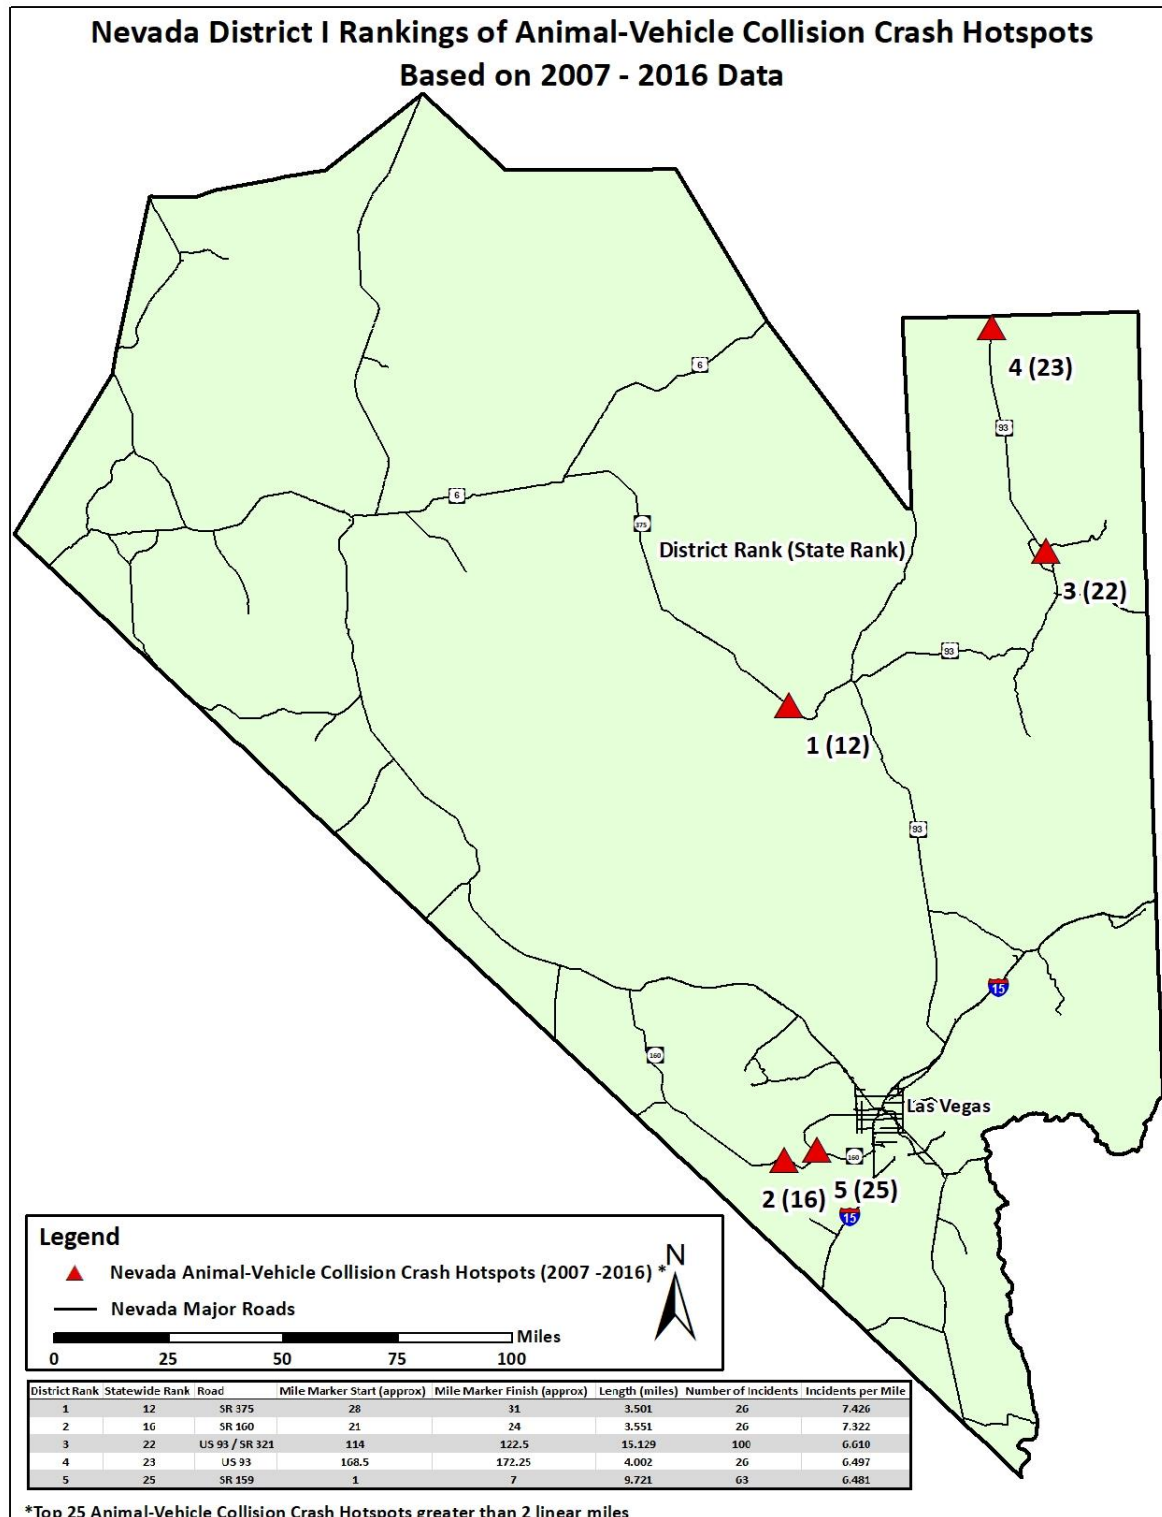 Nevada District I Rankings of Animal-Vehicle Collision Crash Hotspots
Based on 2007 - 2016 Data
4 (23)
6
93
6
375
District Rank (State Rank)
3 (22)
93
1 (12)
93
15
160
Las Vegas
160
2 (16)
5 (25)
15
Legend
N
Nevada Animal-Vehicle Collision Crash Hotspots (2007 -2016) *
Nevada Major Roads
Miles
0 25 50 75 100
District Rank Statewide Rank Road Mile Marker Start (approx) Mile Marker Finish (approx) Length (miles) Number of Incidents Incidents per Mile
1 12 SR 375 28 31 3.501 26 7.426
2 16 SR 160 21 24 3.551 26 7.322
3 22 US 93 / SR 321 114 122.5 15.129 100 6.610
4 23 US 93 168.5 172.25 4.002 26 6.497
5 25 SR 159 1 7 9.721 63 6.481
*Top 25 Animal-Vehicle Collision Crash Hotspots greater than 2 linear miles